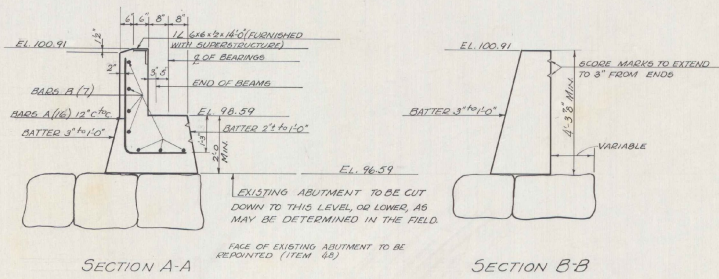 6" 6" 8" 8"
1L 6x6x½x14'-0 (FURNISHED
WITH SUPERSTRUCTURE)
EL. 100.91
1½"
℄ OF BEARINGS
2"
3" 5"
END OF BEAMS
BARS B (7)
BARS A (16) 12" C to C
EL 98.59
BATTER 3" to 1'-0"
BATTER 2"± to 1'-0"
1'-3"
2'-0 MIN.
EL. 96.59
EXISTING ABUTMENT TO BE CUT
DOWN TO THIS LEVEL, OR LOWER, AS
MAY BE DETERMINED IN THE FIELD.
FACE OF EXISTING ABUTMENT TO BE
REPOINTED (ITEM 48)
SECTION A-A
EL. 100.91
SCORE MARKS TO EXTEND
TO 3" FROM ENDS
BATTER 3" to 1'-0"
4'-3⅞" MIN.
VARIABLE
SECTION B-B